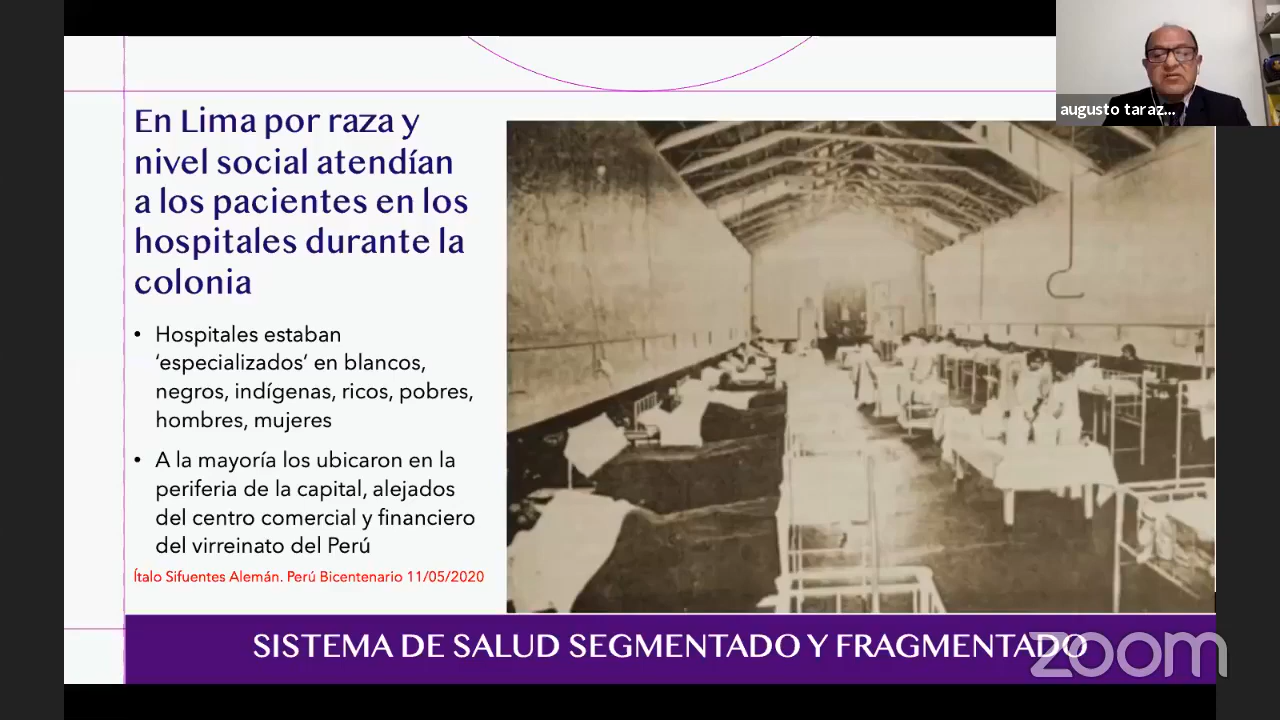 augusto taraz...
En Lima por raza y
nivel social atendían
a los pacientes en los
hospitales durante la
colonia
• Hospitales estaban
‘especializados’ en blancos,
negros, indígenas, ricos, pobres,
hombres, mujeres
• A la mayoría los ubicaron en la
periferia de la capital, alejados
del centro comercial y financiero
del virreinato del Perú
Ítalo Sifuentes Alemán. Perú Bicentenario 11/05/2020
SISTEMA DE SALUD SEGMENTADO Y FRAGMENTADO
zoom